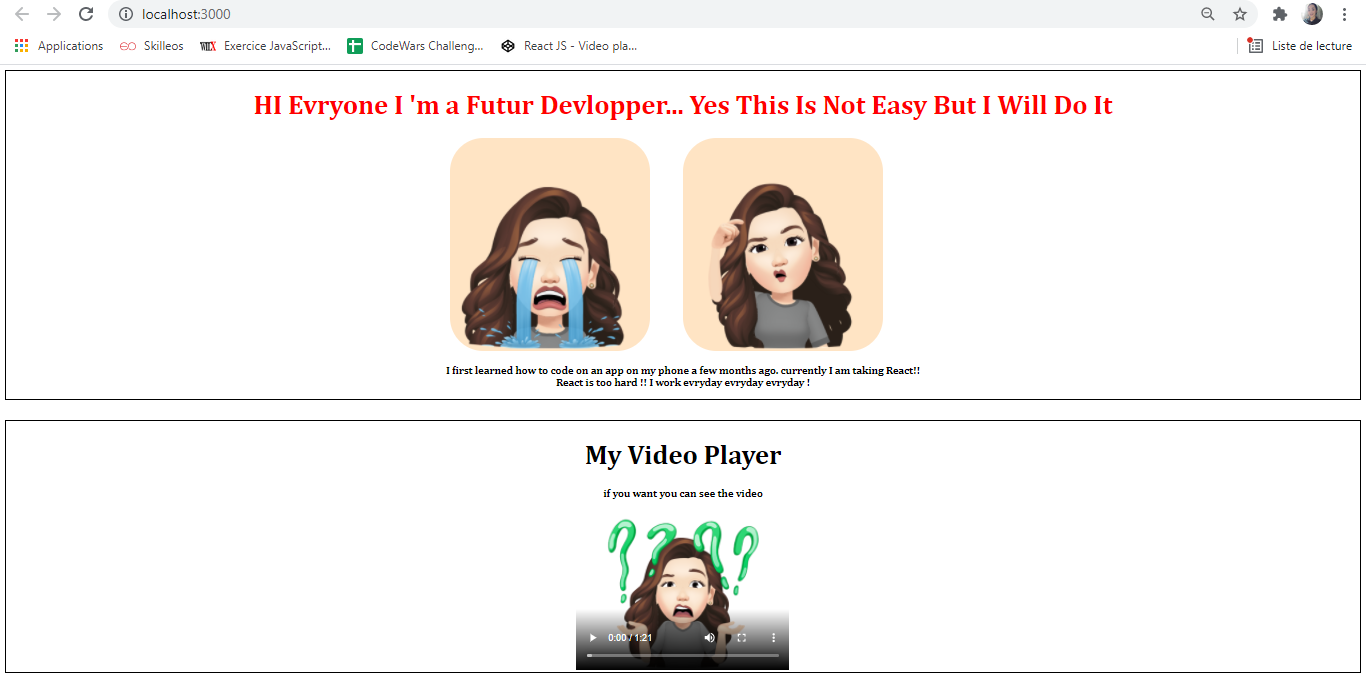 localhost:3000
Applications
Skilleos
Exercice JavaScript...
CodeWars Challeng...
React JS - Video pla...
Liste de lecture
HI Evryone I 'm a Futur Devlopper... Yes This Is Not Easy But I Will Do It
I first learned how to code on an app on my phone a few months ago. currently I am taking React!!
React is too hard !! I work evryday evryday evryday !
My Video Player
if you want you can see the video
????
0:00 / 1:21